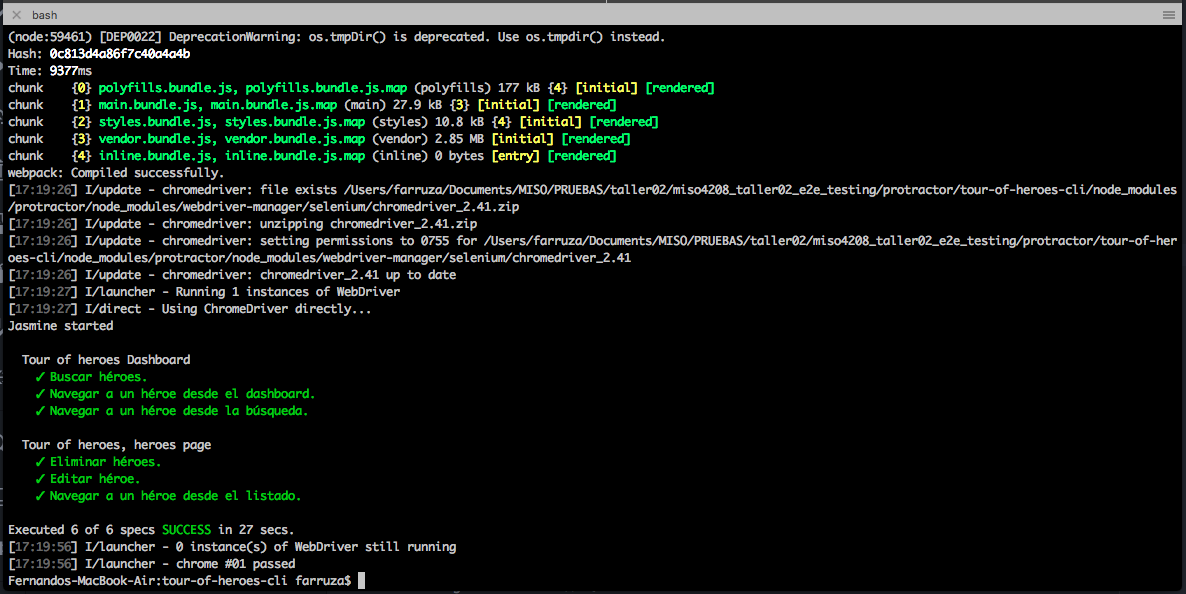 bash
(node:59461) [DEP0022] DeprecationWarning: os.tmpDir() is deprecated. Use os.tmpdir() instead.
Hash: 0c813d4a86f7c40a4a4b
Time: 9377ms
chunk    {0} polyfills.bundle.js, polyfills.bundle.js.map (polyfills) 177 kB {4} [initial] [rendered]
chunk    {1} main.bundle.js, main.bundle.js.map (main) 27.9 kB {3} [initial] [rendered]
chunk    {2} styles.bundle.js, styles.bundle.js.map (styles) 10.8 kB {4} [initial] [rendered]
chunk    {3} vendor.bundle.js, vendor.bundle.js.map (vendor) 2.85 MB [initial] [rendered]
chunk    {4} inline.bundle.js, inline.bundle.js.map (inline) 0 bytes [entry] [rendered]
webpack: Compiled successfully.
[17:19:26] I/update - chromedriver: file exists /Users/farruza/Documents/MISO/PRUEBAS/taller02/miso4208_taller02_e2e_testing/protractor/tour-of-heroes-cli/node_modules
/protractor/node_modules/webdriver-manager/selenium/chromedriver_2.41.zip
[17:19:26] I/update - chromedriver: unzipping chromedriver_2.41.zip
[17:19:26] I/update - chromedriver: setting permissions to 0755 for /Users/farruza/Documents/MISO/PRUEBAS/taller02/miso4208_taller02_e2e_testing/protractor/tour-of-her
oes-cli/node_modules/protractor/node_modules/webdriver-manager/selenium/chromedriver_2.41
[17:19:26] I/update - chromedriver: chromedriver_2.41 up to date
[17:19:27] I/launcher - Running 1 instances of WebDriver
[17:19:27] I/direct - Using ChromeDriver directly...
Jasmine started
Tour of heroes Dashboard
✓ Buscar héroes.
✓ Navegar a un héroe desde el dashboard.
✓ Navegar a un héroe desde la búsqueda.
Tour of heroes, heroes page
✓ Eliminar héroes.
✓ Editar héroe.
✓ Navegar a un héroe desde el listado.
Executed 6 of 6 specs SUCCESS in 27 secs.
[17:19:56] I/launcher - 0 instance(s) of WebDriver still running
[17:19:56] I/launcher - chrome #01 passed
Fernandos-MacBook-Air:tour-of-heroes-cli farruza$